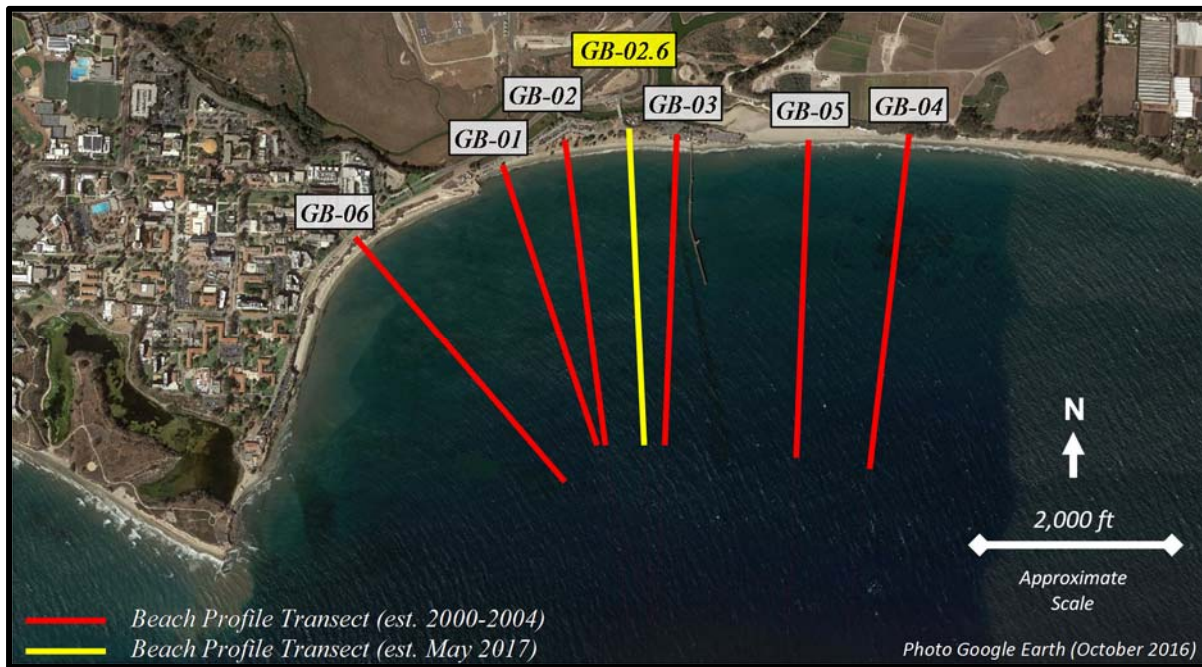 GB-02.6
GB-02
GB-03
GB-05
GB-04
GB-01
GB-06
N
2,000 ft
Approximate
Scale
Beach Profile Transect (est. 2000-2004)
Beach Profile Transect (est. May 2017)
Photo Google Earth (October 2016)